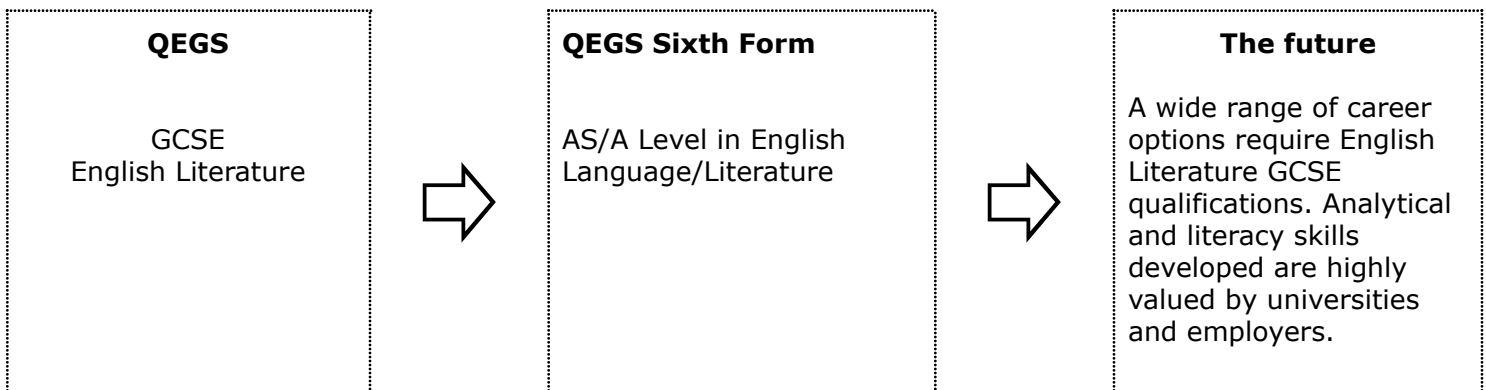 QEGS
GCSE
English Literature
QEGS Sixth Form
AS/A Level in English
Language/Literature
The future
A wide range of career
options require English
Literature GCSE
qualifications. Analytical
and literacy skills
developed are highly
valued by universities
and employers.